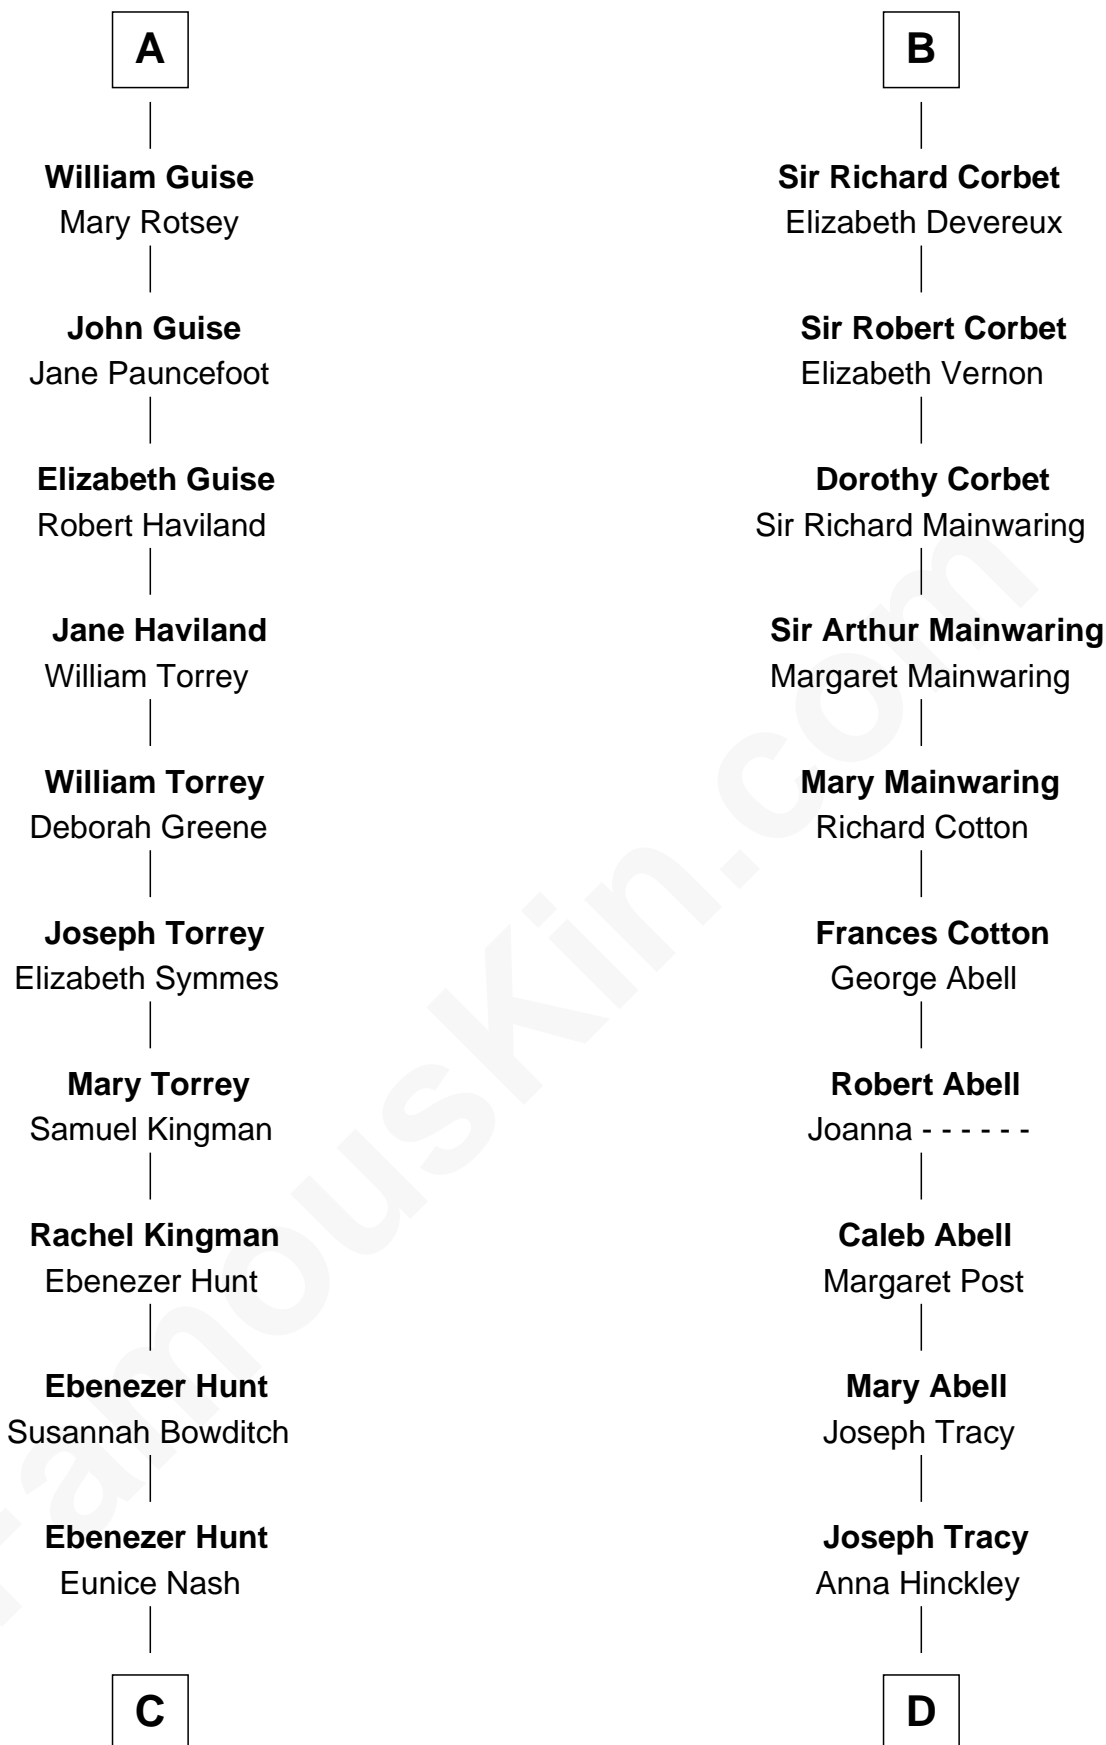 A
William Guise
Mary Rotsey
John Guise
Jane Pauncefoot
Elizabeth Guise
Robert Haviland
Jane Haviland
William Torrey
William Torrey
Deborah Greene
Joseph Torrey
Elizabeth Symmes
Mary Torrey
Samuel Kingman
Rachel Kingman
Ebenezer Hunt
Ebenezer Hunt
Susannah Bowditch
Ebenezer Hunt
Eunice Nash
C
B
Sir Richard Corbet
Elizabeth Devereux
Sir Robert Corbet
Elizabeth Vernon
Dorothy Corbet
Sir Richard Mainwaring
Sir Arthur Mainwaring
Margaret Mainwaring
Mary Mainwaring
Richard Cotton
Frances Cotton
George Abell
Robert Abell
Joanna - - - - - -
Caleb Abell
Margaret Post
Mary Abell
Joseph Tracy
Joseph Tracy
Anna Hinckley
D
FamousKin.com